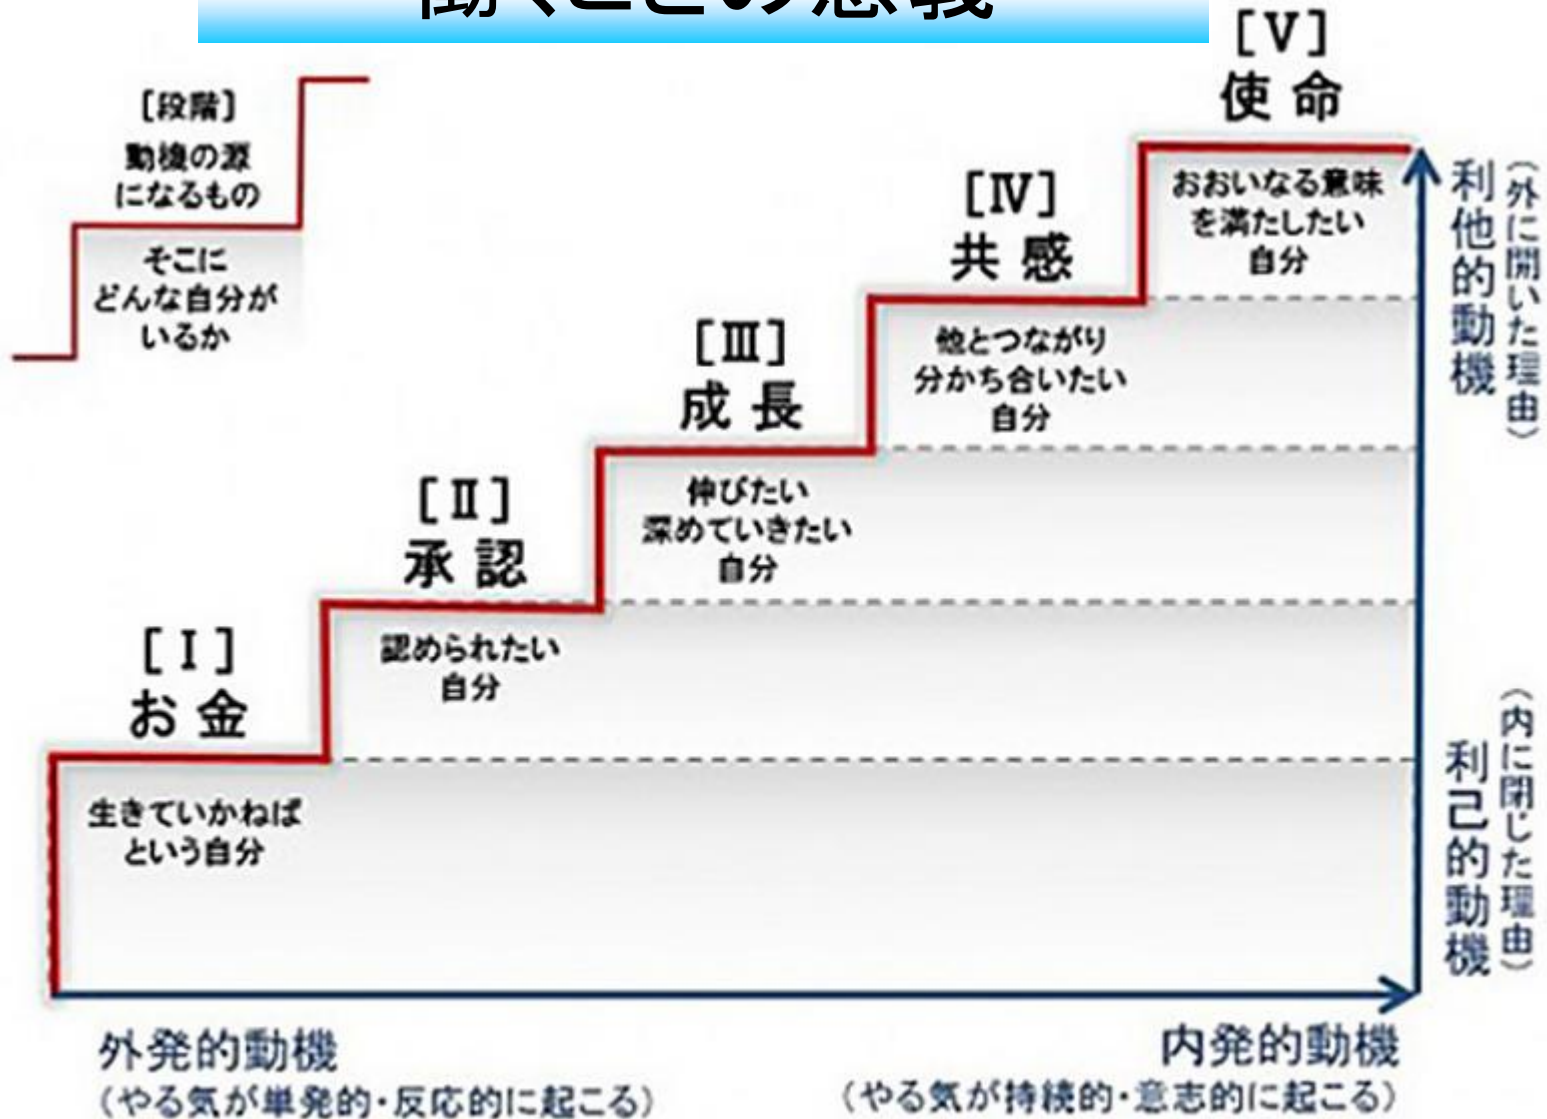 働くことの意義
[段階]
動機の源
になるもの
そこに
どんな自分が
いるか
[Ⅰ]
お金
生きていかねば
という自分
[Ⅱ]
承認
認められたい
自分
[Ⅲ]
成長
伸びたい
深めていきたい
自分
[Ⅳ]
共感
他とつながり
分かち合いたい
自分
[Ⅴ]
使命
おおいなる意味
を満たしたい
自分
利他的動機
（外に開いた理由）
利己的動機
（内に閉じた理由）
外発的動機
（やる気が単発的・反応的に起こる）
内発的動機
（やる気が持続的・意志的に起こる）